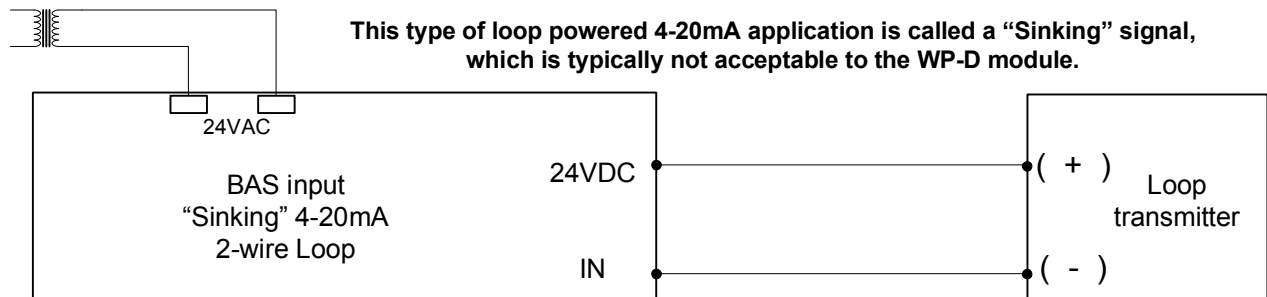 This type of loop powered 4-20mA application is called a “Sinking” signal,
which is typically not acceptable to the WP-D module.
24VAC
BAS input
“Sinking” 4-20mA
2-wire Loop
24VDC
IN
( + )
( - )
Loop
transmitter